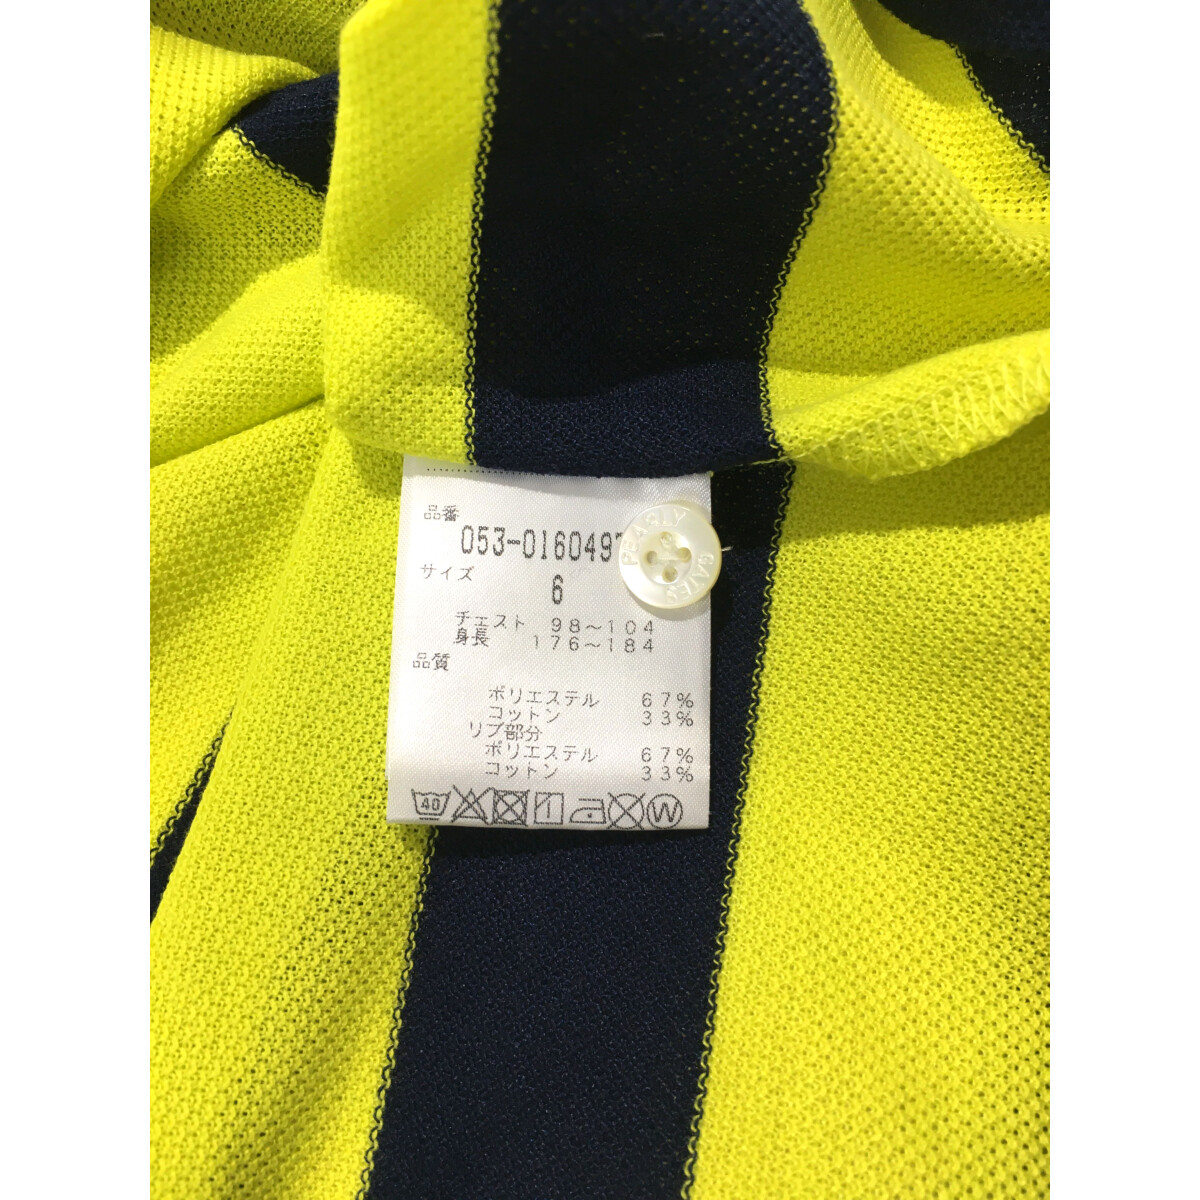 品番
053-016049
サイズ
6
チェスト 98〜104
身長 176〜184
品質
ポリエステル 67%
コットン 33%
リブ部分
ポリエステル 67%
コットン 33%
40 W
PEARLY GATES